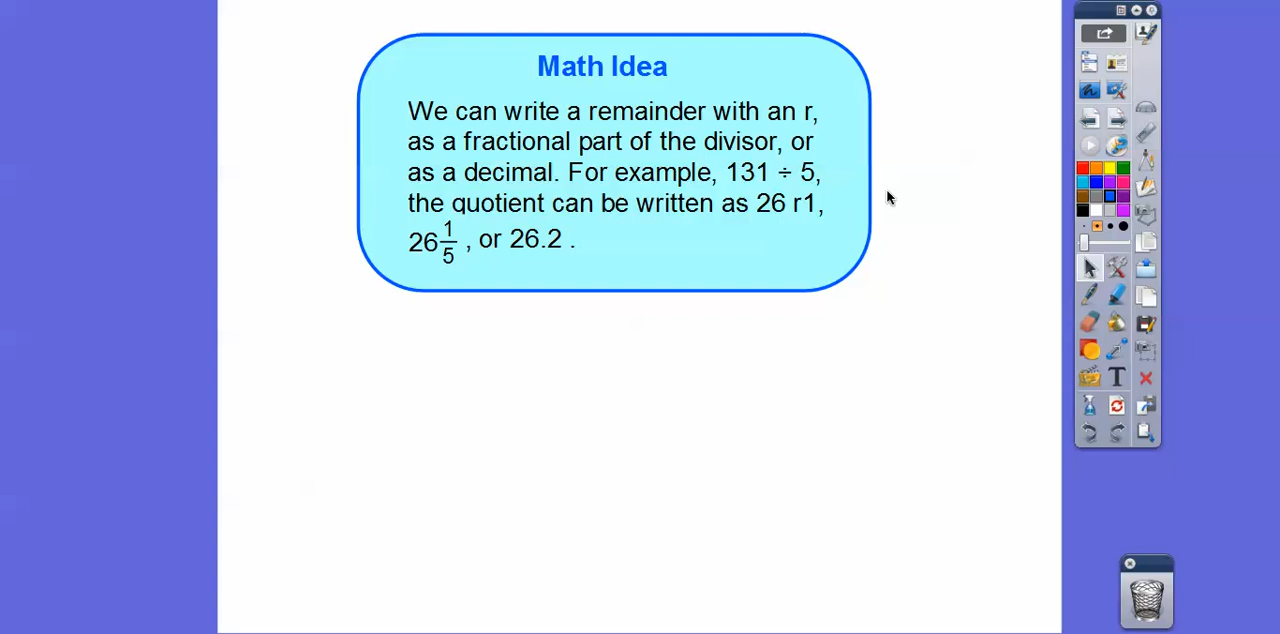 Math Idea
We can write a remainder with an r,
as a fractional part of the divisor, or
as a decimal. For example, 131 ÷ 5,
the quotient can be written as 26 r1,
26 1/5 , or 26.2 .
T